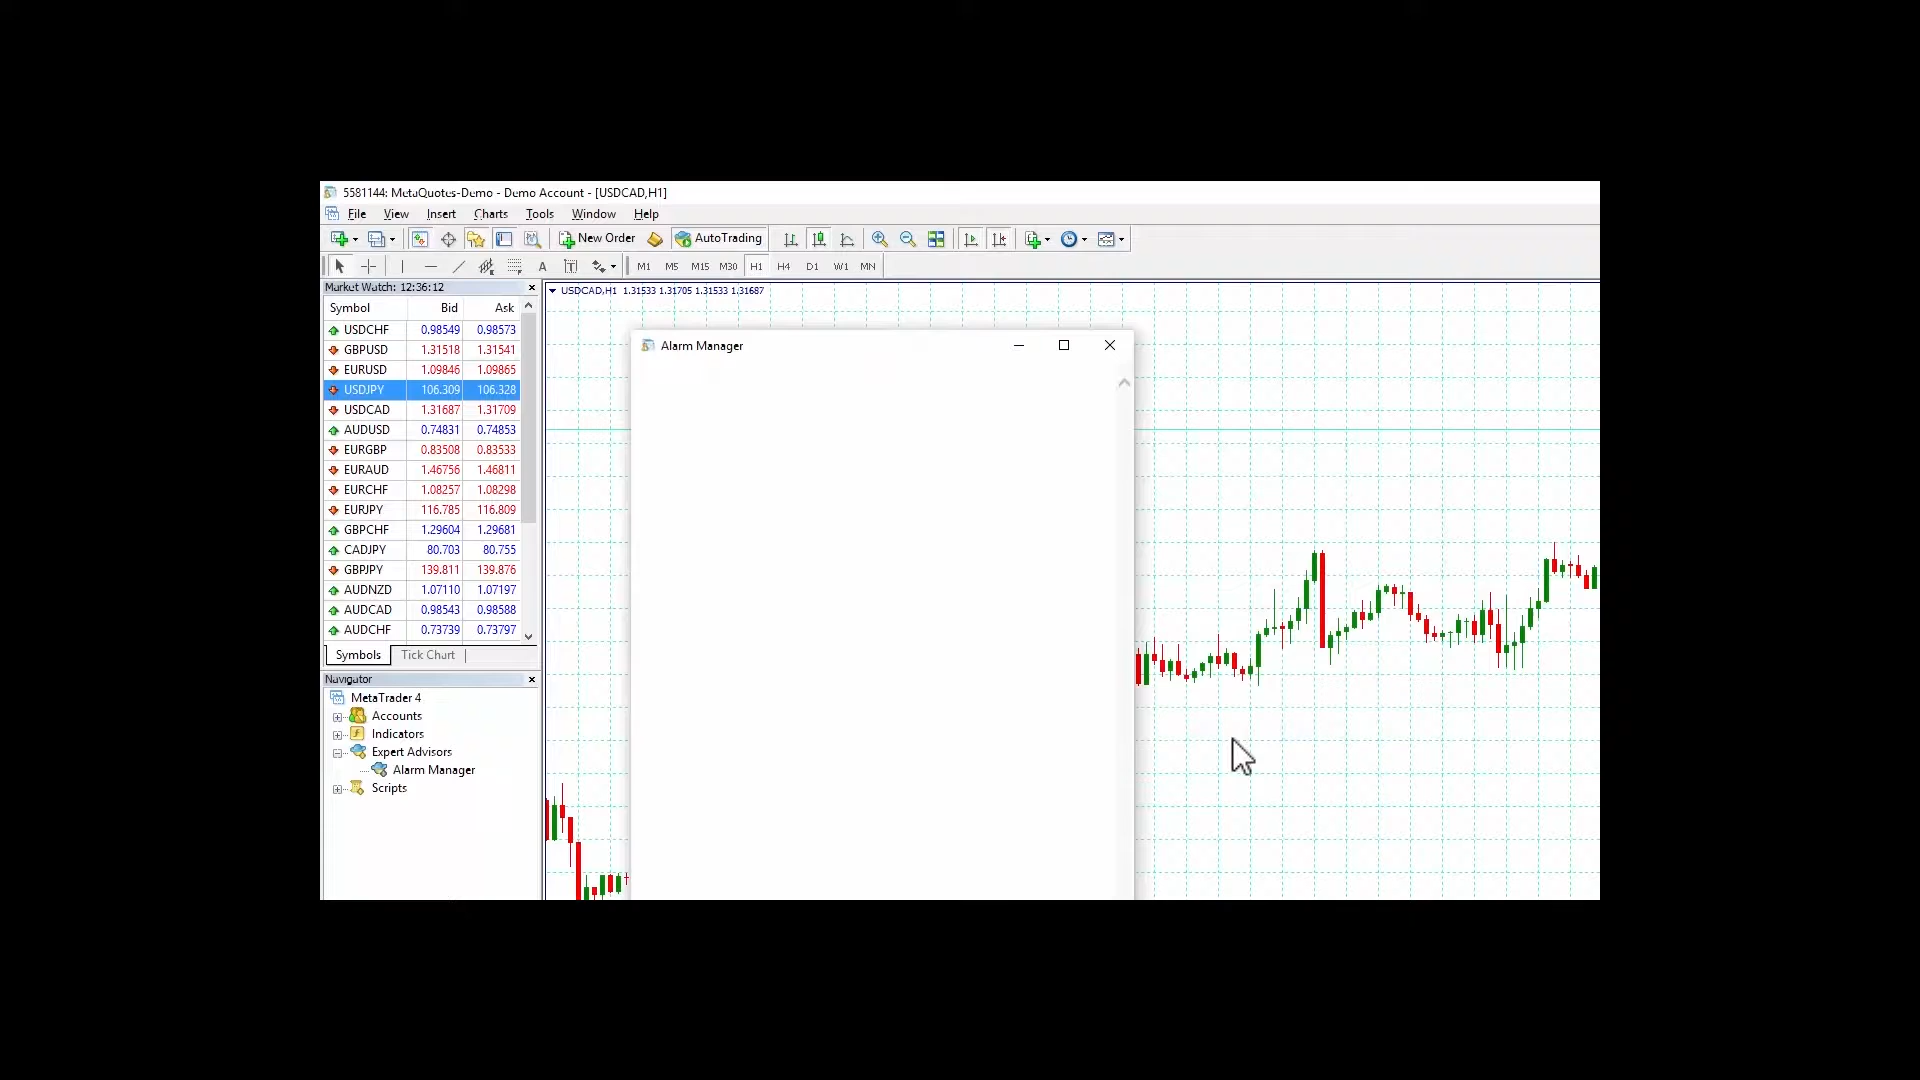 5581144: MetaQuotes-Demo - Demo Account - [USDCAD,H1]
File View Insert Charts Tools Window Help
New Order AutoTrading
A T M1 M5 M15 M30 H1 H4 D1 W1 MN
Market Watch: 12:36:12
USDCAD,H1 1.31533 1.31705 1.31533 1.31687
Symbol Bid Ask
USDCHF 0.98549 0.98573
GBPUSD 1.31518 1.31541
Alarm Manager
EURUSD 1.09846 1.09865
USDJPY 106.309 106.328
USDCAD 1.31687 1.31709
AUDUSD 0.74831 0.74853
EURGBP 0.83508 0.83533
EURAUD 1.46756 1.46811
EURCHF 1.08257 1.08298
EURJPY 116.785 116.809
GBPCHF 1.29604 1.29681
CADJPY 80.703 80.755
GBPJPY 139.811 139.876
AUDNZD 1.07110 1.07197
AUDCAD 0.98543 0.98588
AUDCHF 0.73739 0.73797
Symbols Tick Chart
Navigator
MetaTrader 4
Accounts
Indicators
Expert Advisors
Alarm Manager
Scripts